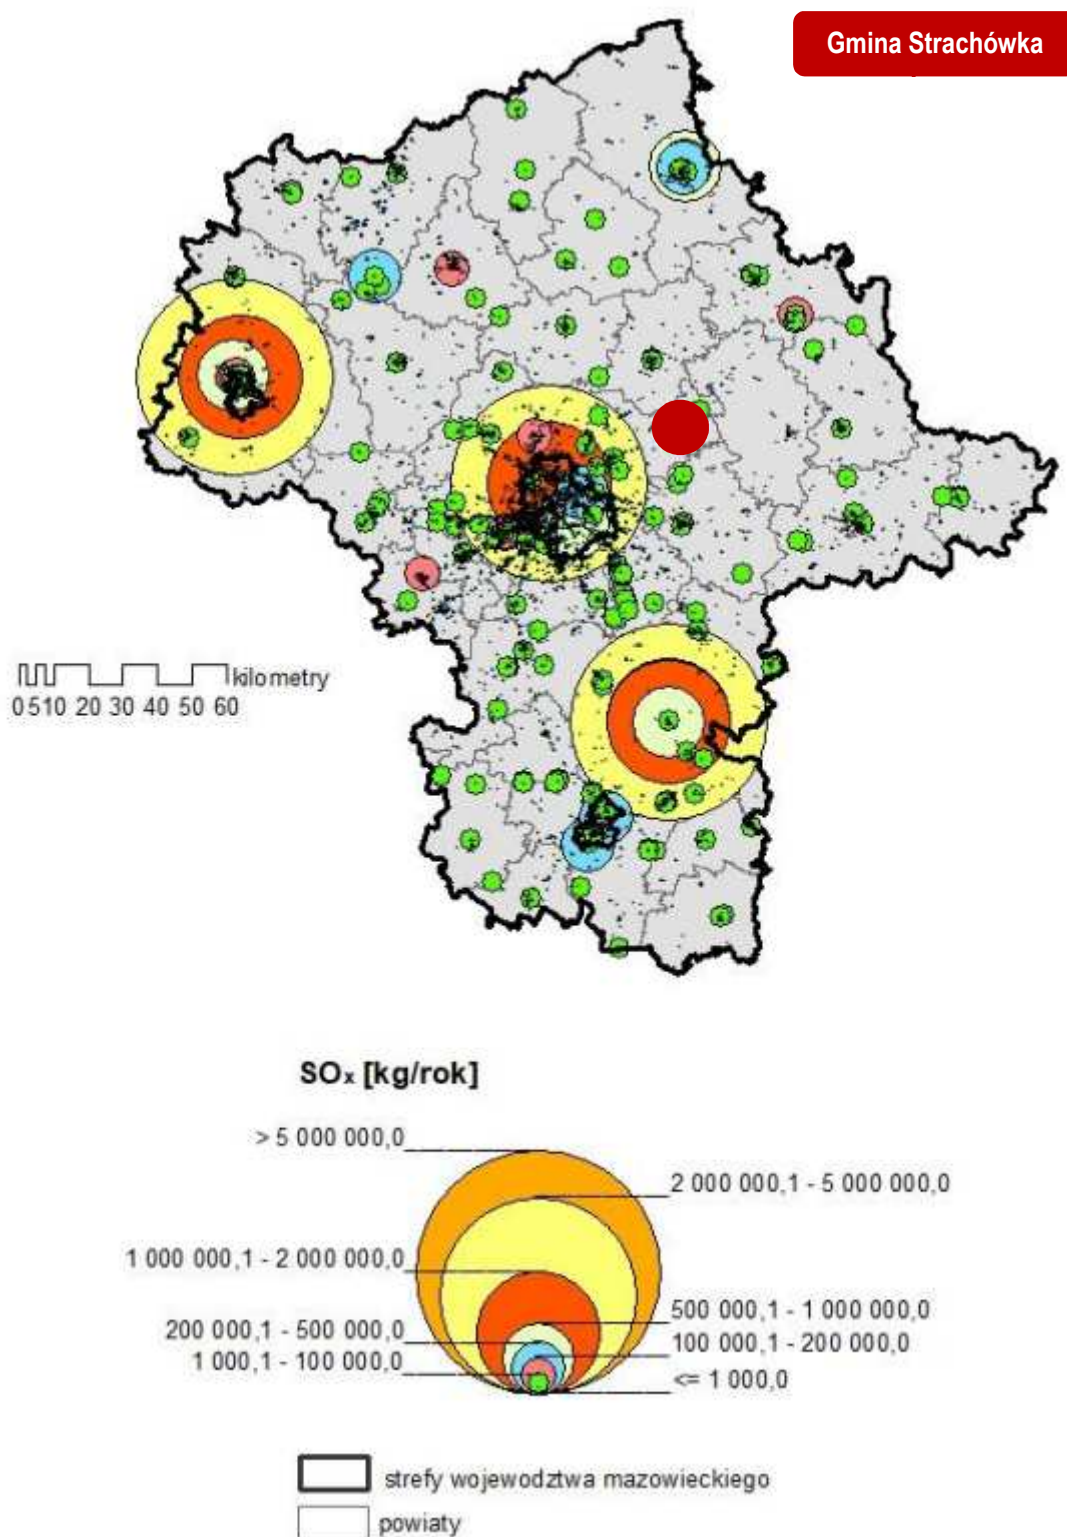 Gmina Strachówka
kilometry
0 5 10 20 30 40 50 60
SOx [kg/rok]
> 5 000 000,0
2 000 000,1 - 5 000 000,0
1 000 000,1 - 2 000 000,0
500 000,1 - 1 000 000,0
200 000,1 - 500 000,0
100 000,1 - 200 000,0
1 000,1 - 100 000,0
<= 1 000,0
strefy wojewodztwa mazowieckiego
powiaty